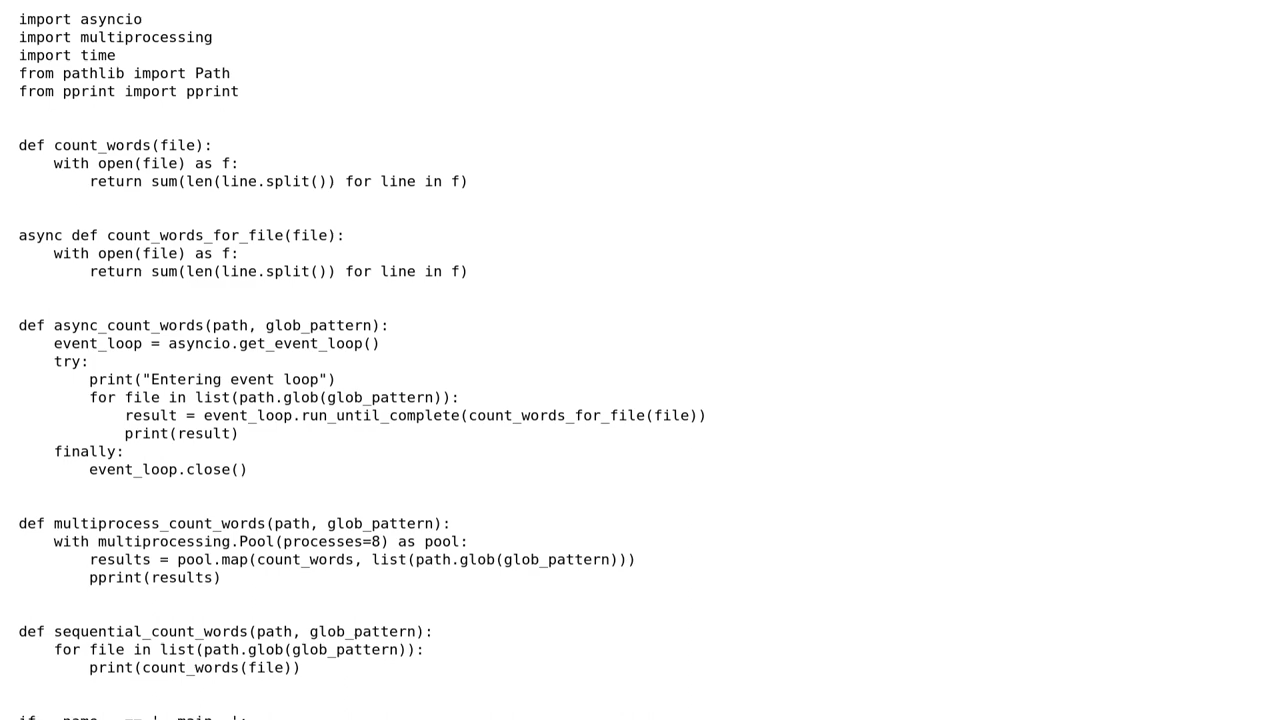 import asyncio
import multiprocessing
import time
from pathlib import Path
from pprint import pprint


def count_words(file):
    with open(file) as f:
        return sum(len(line.split()) for line in f)


async def count_words_for_file(file):
    with open(file) as f:
        return sum(len(line.split()) for line in f)


def async_count_words(path, glob_pattern):
    event_loop = asyncio.get_event_loop()
    try:
        print("Entering event loop")
        for file in list(path.glob(glob_pattern)):
            result = event_loop.run_until_complete(count_words_for_file(file))
            print(result)
    finally:
        event_loop.close()


def multiprocess_count_words(path, glob_pattern):
    with multiprocessing.Pool(processes=8) as pool:
        results = pool.map(count_words, list(path.glob(glob_pattern)))
        pprint(results)


def sequential_count_words(path, glob_pattern):
    for file in list(path.glob(glob_pattern)):
        print(count_words(file))


if __name__ == '__main__':